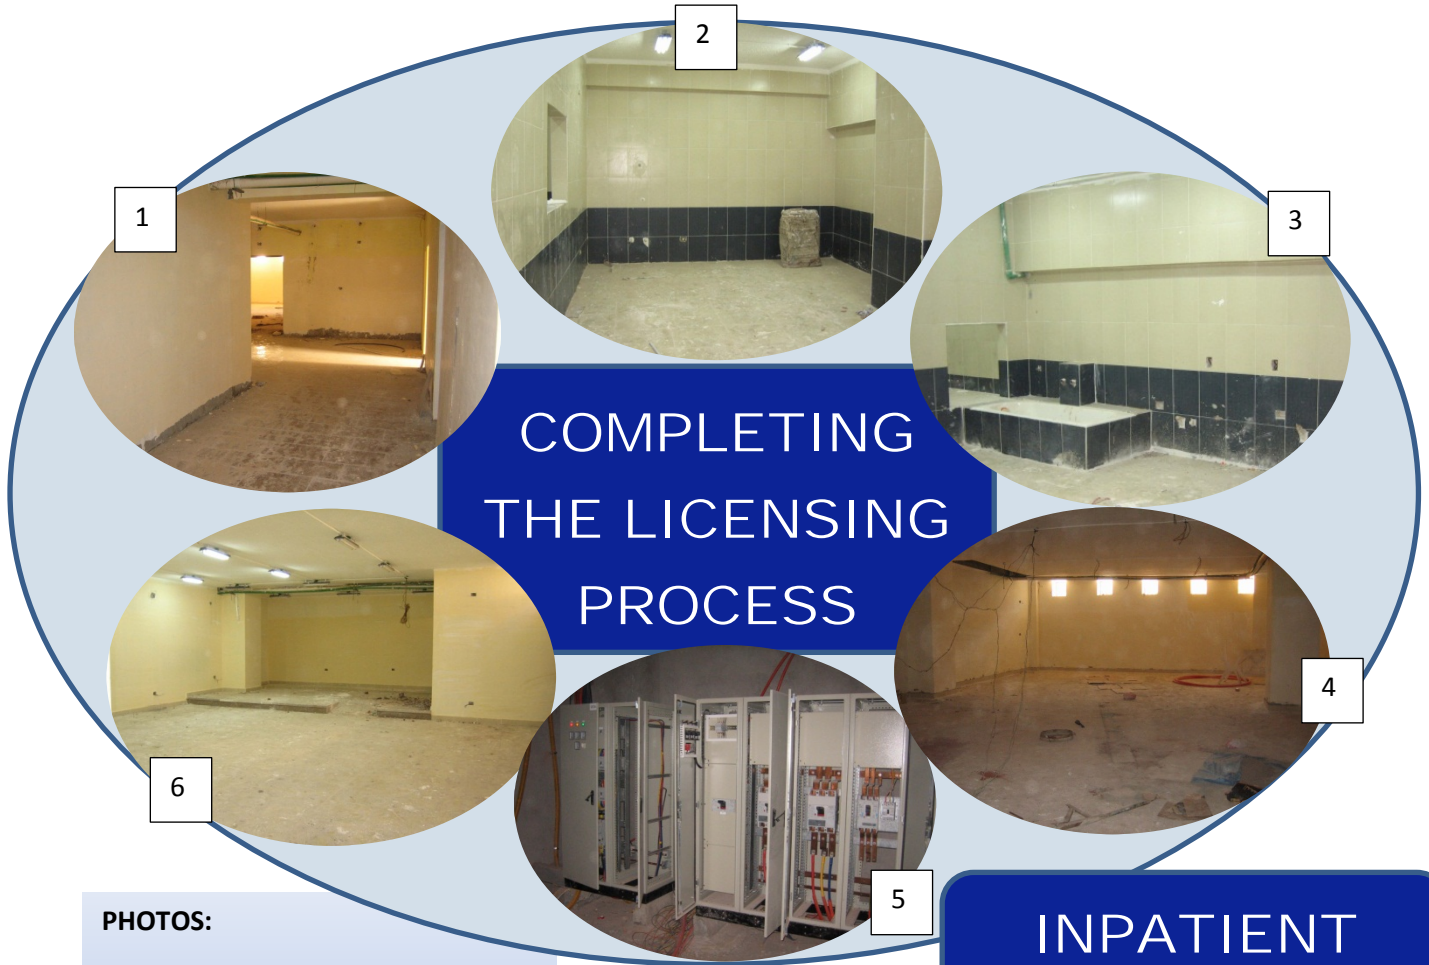 2
1
3
COMPLETING
THE LICENSING
PROCESS
4
6
5
PHOTOS:
INPATIENT